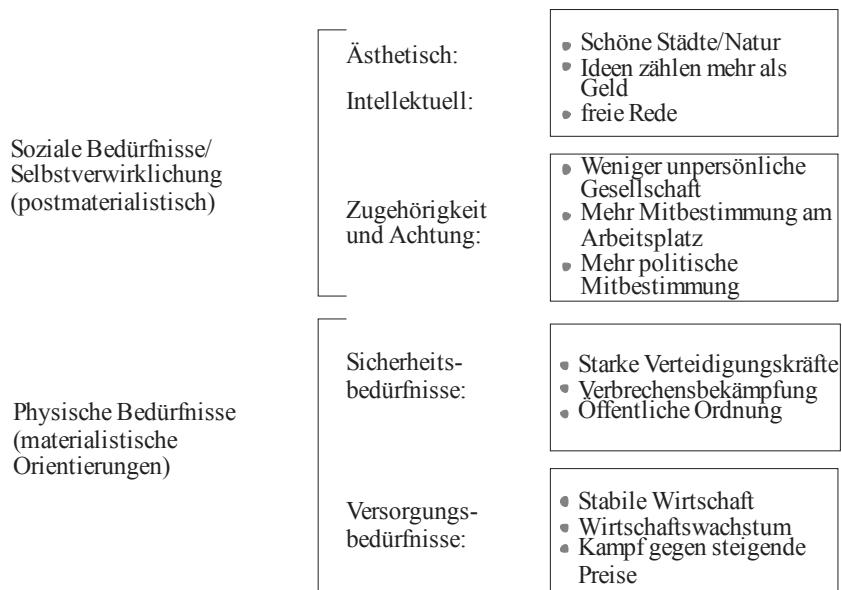 Soziale Bedürfnisse/
Selbstverwirklichung
(postmaterialistisch)
Ästhetisch:
Intellektuell:
• Schöne Städte/Natur
• Ideen zählen mehr als
Geld
• freie Rede
Zugehörigkeit
und Achtung:
• Weniger unpersönliche
Gesellschaft
• Mehr Mitbestimmung am
Arbeitsplatz
• Mehr politische
Mitbestimmung
Physische Bedürfnisse
(materialistische
Orientierungen)
Sicherheits-
bedürfnisse:
• Starke Verteidigungskräfte
• Verbrechensbekämpfung
• Öffentliche Ordnung
Versorgungs-
bedürfnisse:
• Stabile Wirtschaft
• Wirtschaftswachstum
• Kampf gegen steigende
Preise